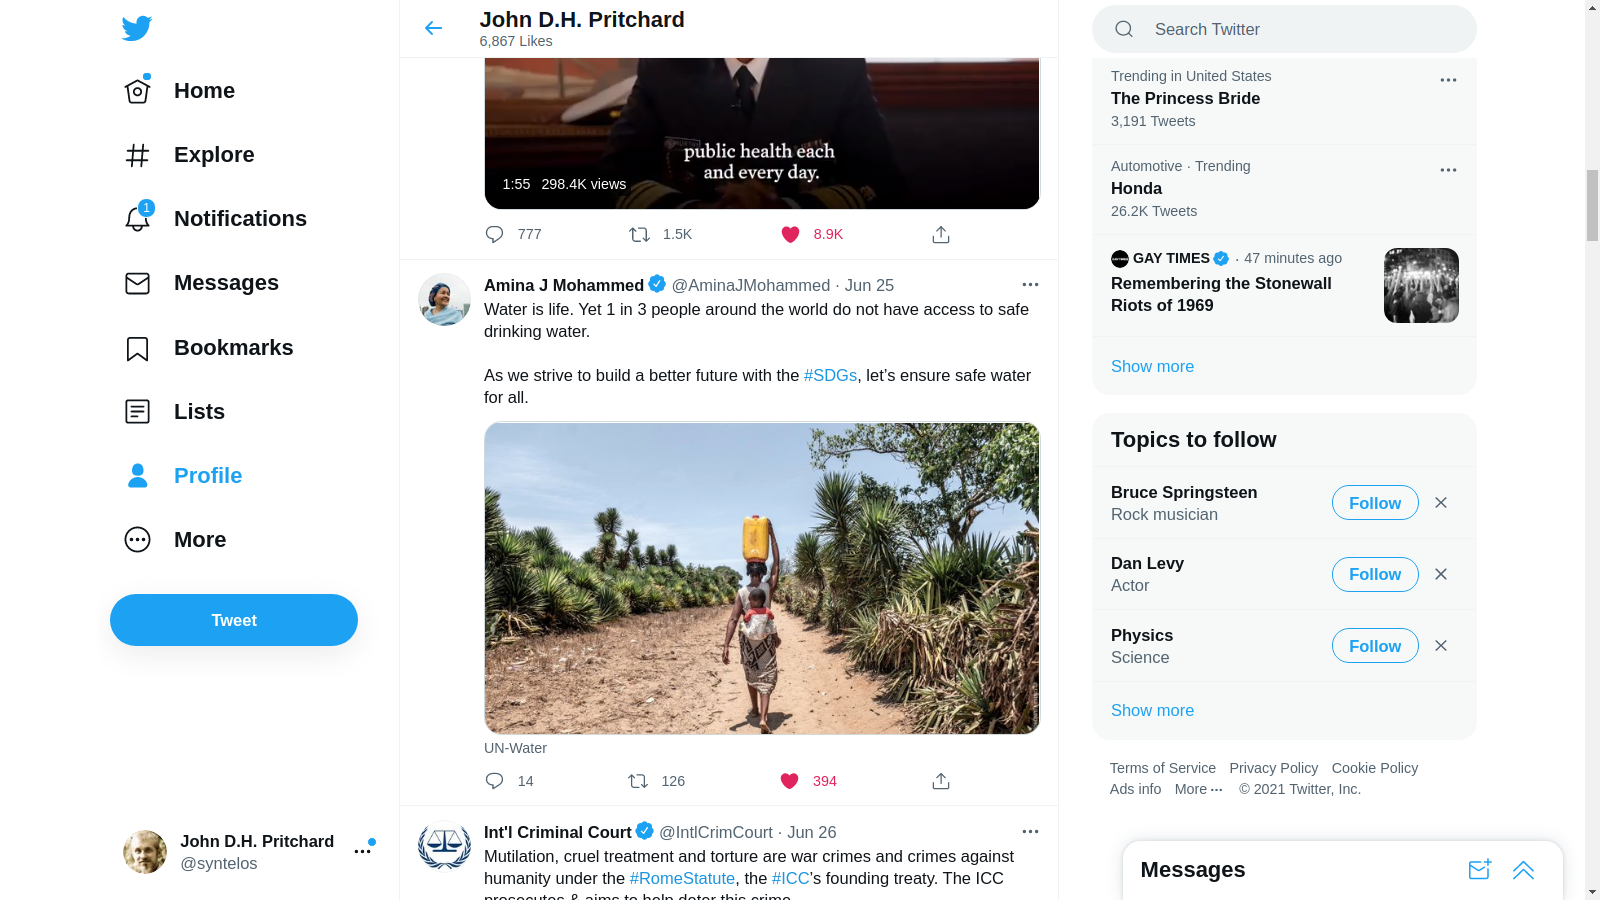 Home
Explore
1
Notifications
Messages
Bookmarks
Lists
Profile
More
Tweet
John D.H. Pritchard
@syntelos
John D.H. Pritchard
6,867 Likes
public health each
and every day.
1:55 298.4K views
777 1.5K 8.9K
Amina J Mohammed @AminaJMohammed · Jun 25
Water is life. Yet 1 in 3 people around the world do not have access to safe
drinking water.
As we strive to build a better future with the #SDGs, let’s ensure safe water
for all.
UN-Water
14 126 394
Int'l Criminal Court @IntlCrimCourt · Jun 26
Mutilation, cruel treatment and torture are war crimes and crimes against
humanity under the #RomeStatute, the #ICC's founding treaty. The ICC
prosecutes & aims to help deter this crime
Search Twitter
Trending in United States
The Princess Bride
3,191 Tweets
Automotive · Trending
Honda
26.2K Tweets
GAY TIMES · 47 minutes ago
Remembering the Stonewall
Riots of 1969
Show more
Topics to follow
Bruce Springsteen
Rock musician
Follow
Dan Levy
Actor
Follow
Physics
Science
Follow
Show more
Terms of Service Privacy Policy Cookie Policy
Ads info More ··· © 2021 Twitter, Inc.
Messages